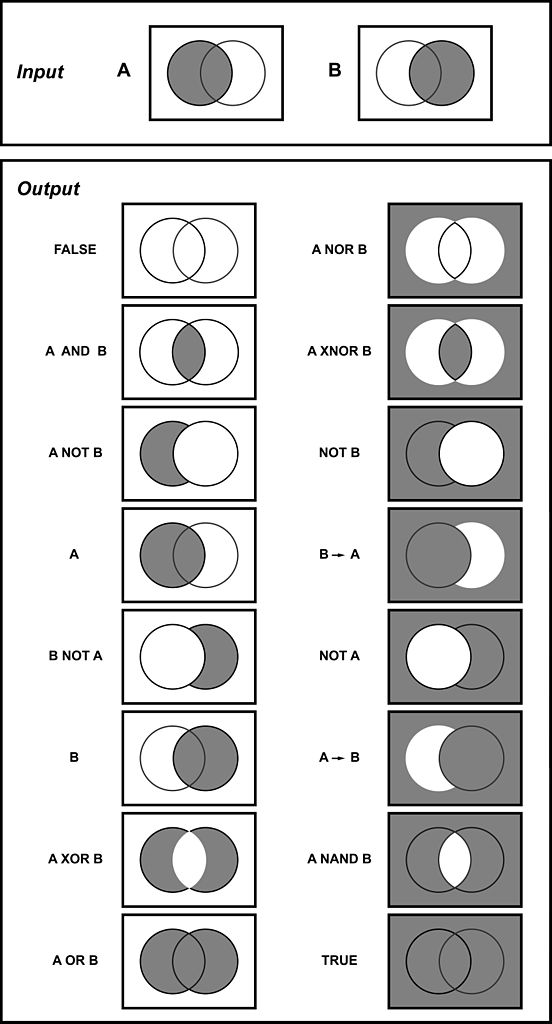 Input
A
B
Output
FALSE
A NOR B
A AND B
A XNOR B
A NOT B
NOT B
A
B → A
B NOT A
NOT A
B
A → B
A XOR B
A NAND B
A OR B
TRUE